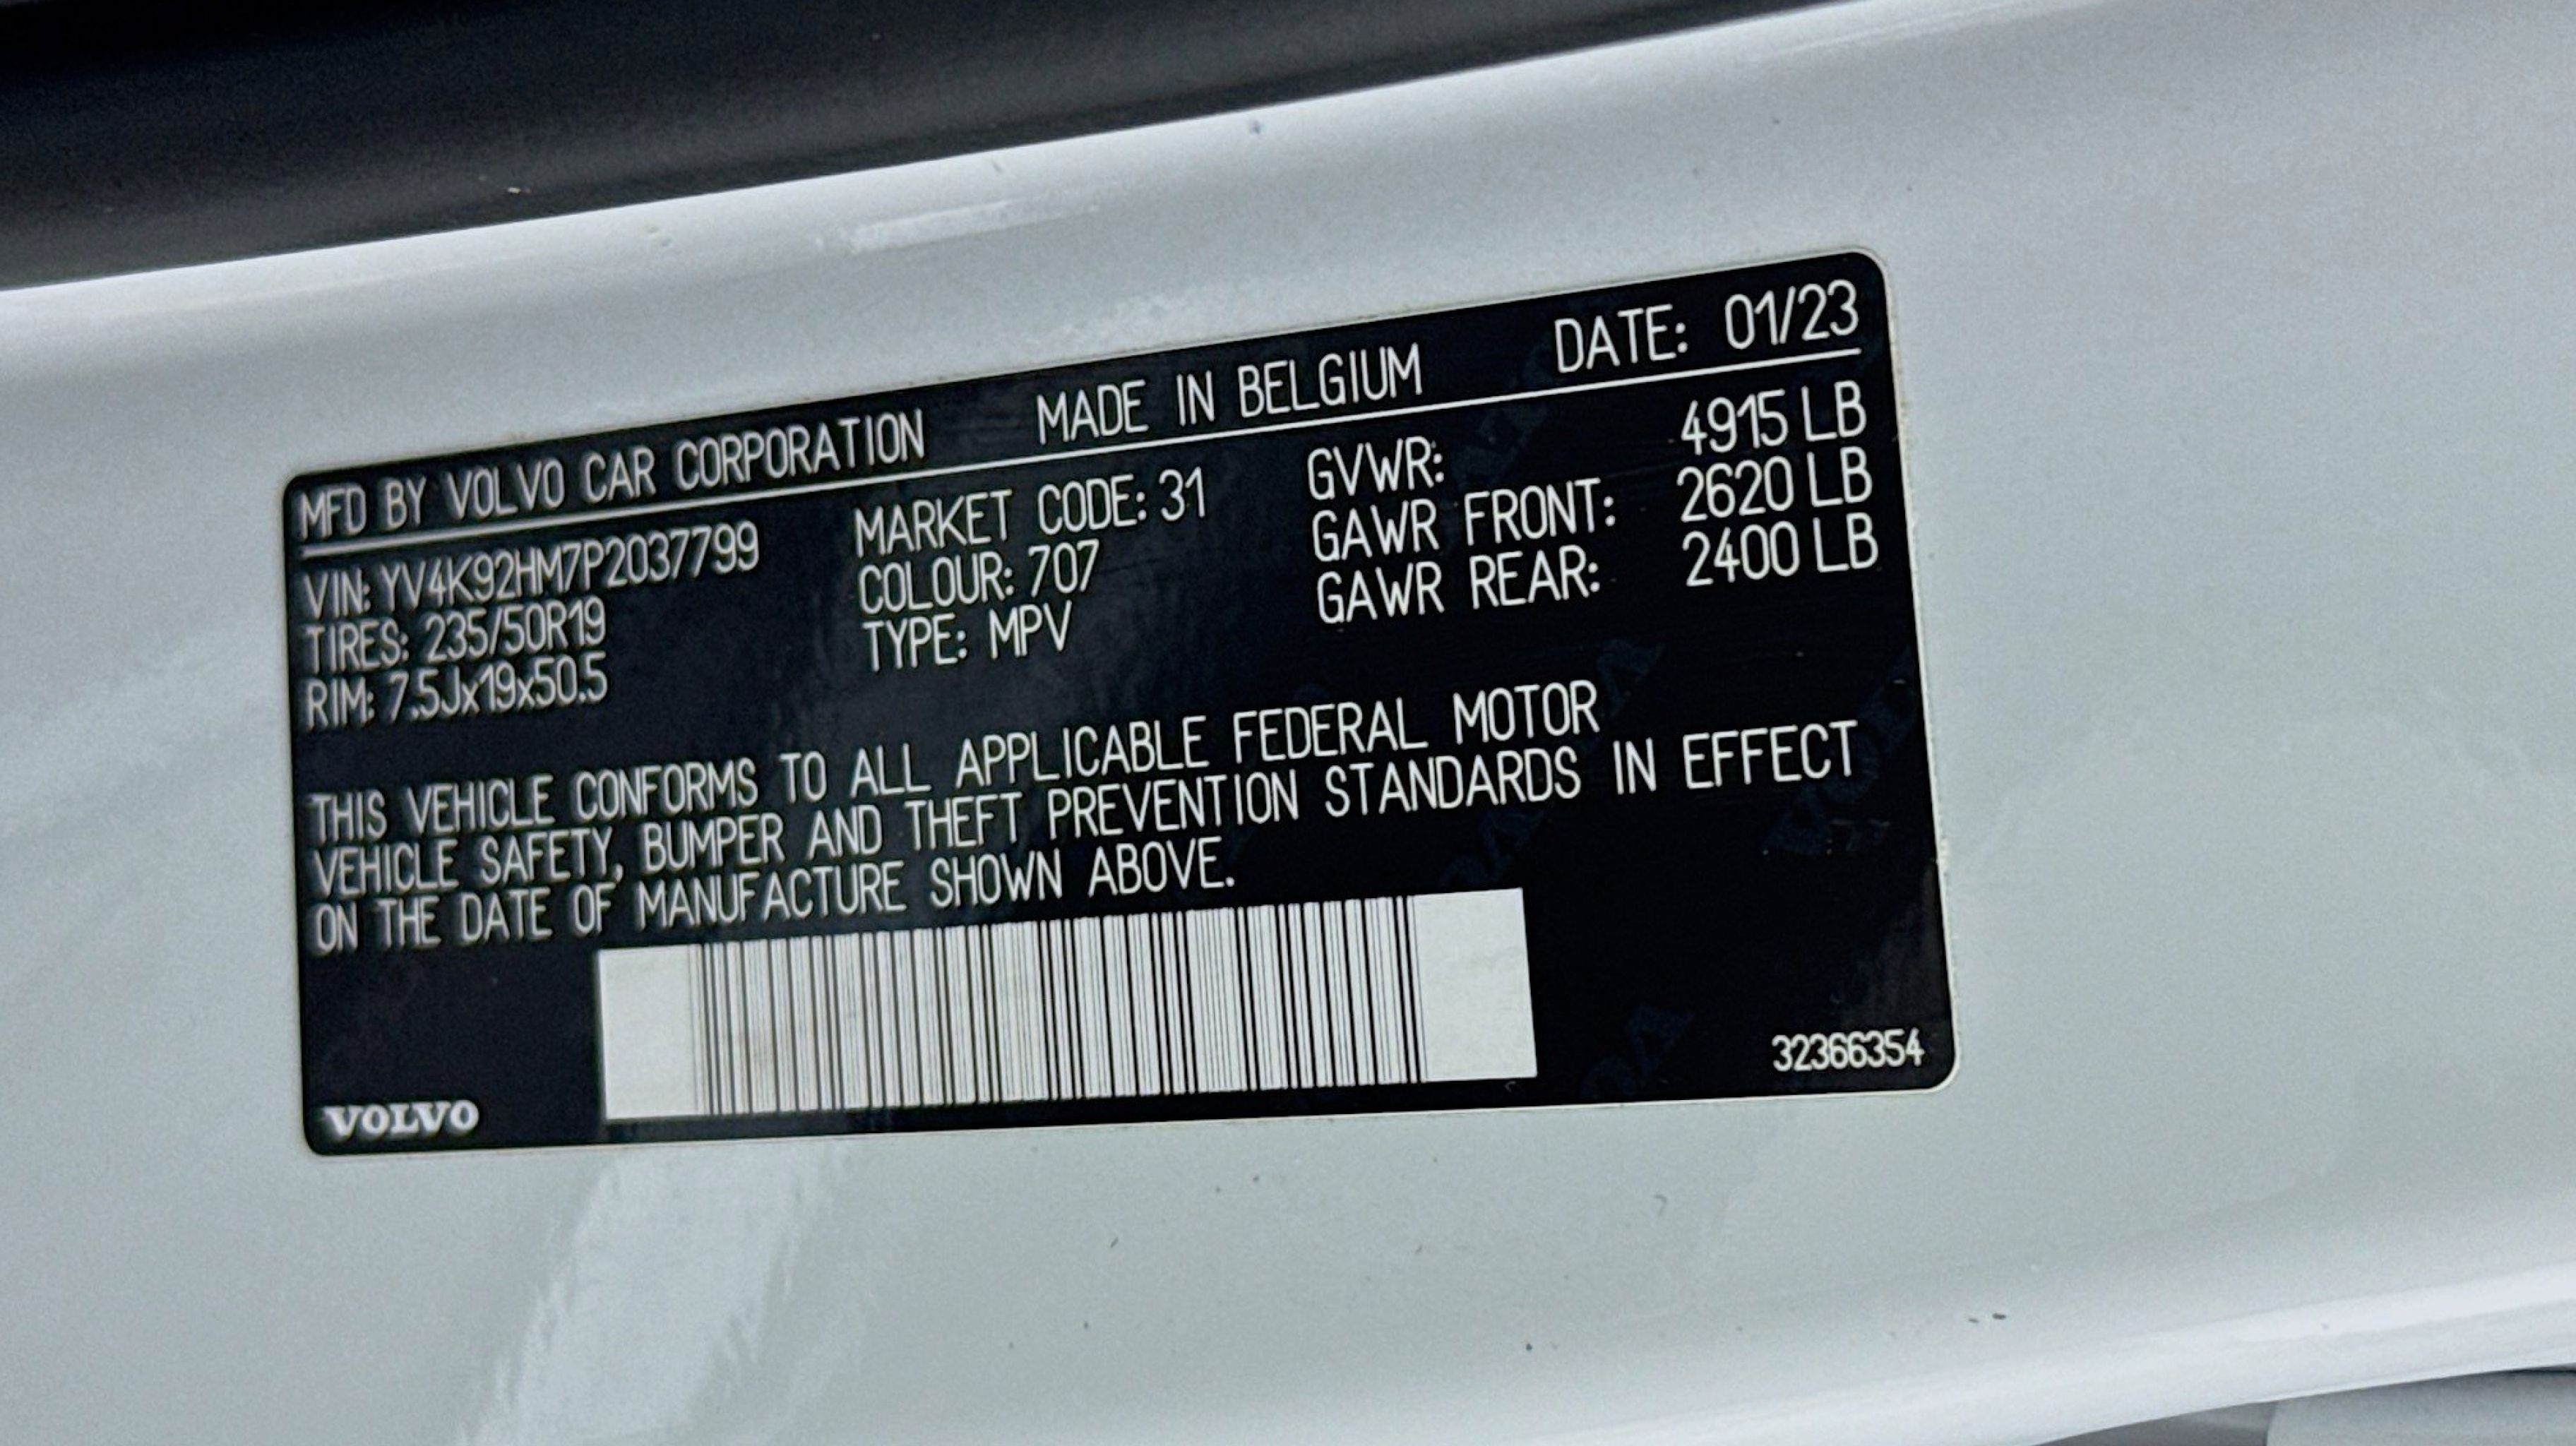 MFD BY VOLVO CAR CORPORATION MADE IN BELGIUM DATE: 01/23
VIN: YV4K92HM7P2037799 MARKET CODE: 31 GVWR: 4915 LB
TIRES: 235/50R19 COLOUR: 707 GAWR FRONT: 2620 LB
RIM: 7.5Jx19x50.5 TYPE: MPV GAWR REAR: 2400 LB
THIS VEHICLE CONFORMS TO ALL APPLICABLE FEDERAL MOTOR
VEHICLE SAFETY, BUMPER AND THEFT PREVENTION STANDARDS IN EFFECT
ON THE DATE OF MANUFACTURE SHOWN ABOVE.
VOLVO 32366354